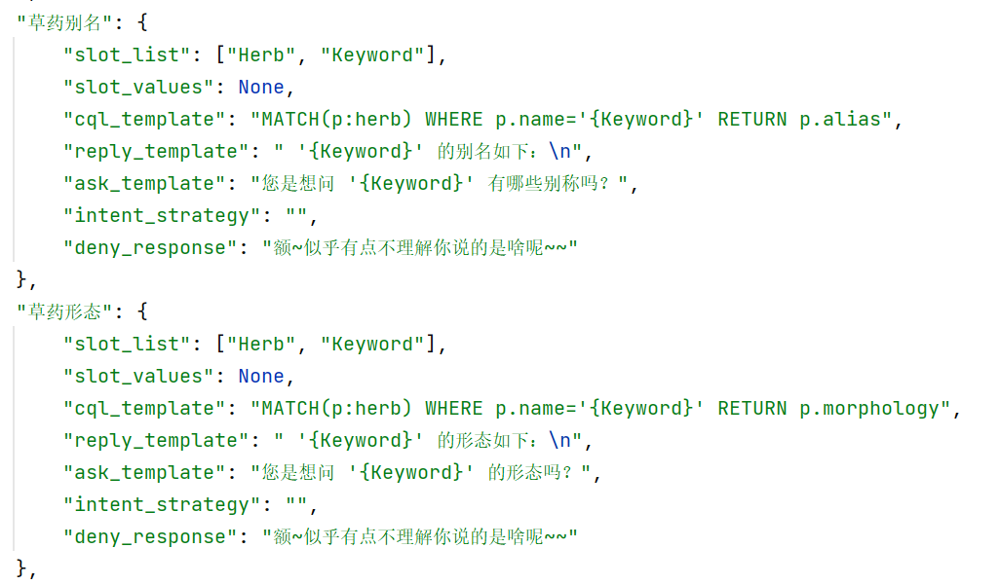 "草药别名": {
    "slot_list": ["Herb", "Keyword"],
    "slot_values": None,
    "cql_template": "MATCH(p:herb) WHERE p.name='{Keyword}' RETURN p.alias",
    "reply_template": " '{Keyword}' 的别名如下：\n",
    "ask_template": "您是想问 '{Keyword}' 有哪些别称吗？",
    "intent_strategy": "",
    "deny_response": "额~似乎有点不理解你说的是啥呢~~"
},
"草药形态": {
    "slot_list": ["Herb", "Keyword"],
    "slot_values": None,
    "cql_template": "MATCH(p:herb) WHERE p.name='{Keyword}' RETURN p.morphology",
    "reply_template": " '{Keyword}' 的形态如下：\n",
    "ask_template": "您是想问 '{Keyword}' 的形态吗？",
    "intent_strategy": "",
    "deny_response": "额~似乎有点不理解你说的是啥呢~~"
},